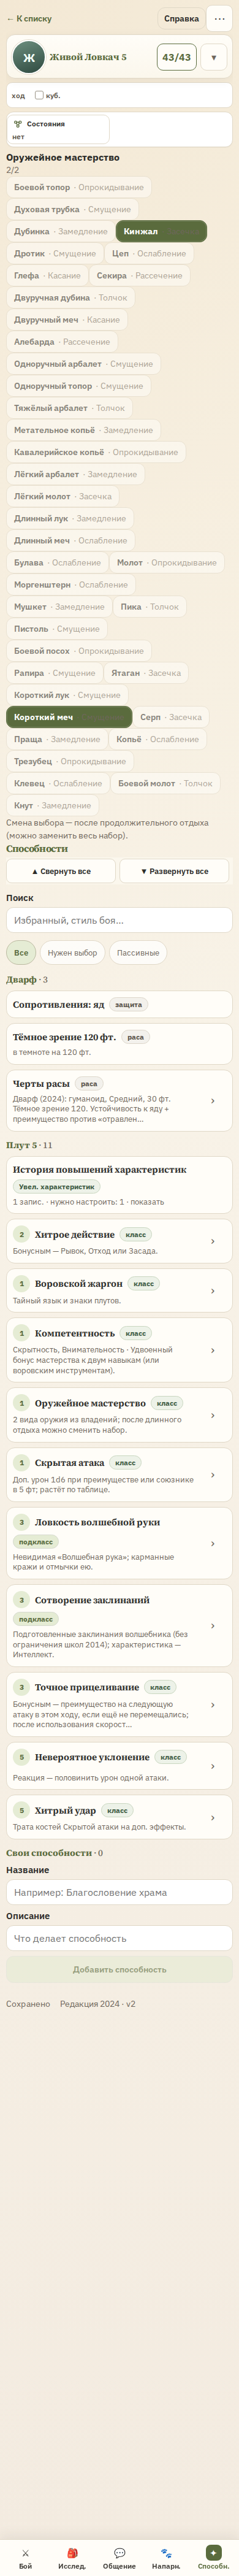 ← К списку
Справка
...
Ж
Живой Ловкач 5
43/43
▾
ход
куб.
Состояния
нет
Оружейное мастерство
2/2
Боевой топор · Опрокидывание
Духовая трубка · Смущение
Дубинка · Замедление Кинжал
Дротик · Смущение Цеп · Ослабление
Глефа · Касание Секира · Рассечение
Двуручная дубина · Толчок
Двуручный меч · Касание
Алебарда · Рассечение
Одноручный арбалет · Смущение
Одноручный топор · Смущение
Тяжёлый арбалет · Толчок
Метательное копьё · Замедление
Кавалерийское копьё · Опрокидывание
Лёгкий арбалет · Замедление
Лёгкий молот · Засечка
Длинный лук · Замедление
Длинный меч · Ослабление
Булава · Ослабление Молот · Опрокидывание
Моргенштерн · Ослабление
Мушкет · Замедление Пика · Толчок
Пистоль · Смущение
Боевой посох · Опрокидывание
Рапира · Смущение Ятаган · Засечка
Короткий лук · Смущение
Короткий меч Серп · Засечка
Праща · Замедление Копьё · Ослабление
Трезубец · Опрокидывание
Клевец · Ослабление Боевой молот · Толчок
Кнут · Замедление
Смена выбора — после продолжительного отдыха
(можно заменить весь набор).
Способности
▲ Свернуть все ▼ Развернуть все
Поиск
Избранный, стиль боя...
Все Нужен выбор Пассивные
Дварф · 3
Сопротивления: яд защита
Тёмное зрение 120 фт. раса
в темноте на 120 фт.
Черты расы раса
Дварф (2024): гуманоид, Средний, 30 фт.
Тёмное зрение 120. Устойчивость к яду +
преимущество против «отравлен...
Плут 5 · 11
История повышений характеристик
Увел. характеристик
1 запис. · нужно настроить: 1 · показать
2 Хитрое действие класс
Бонусным — Рывок, Отход или Засада.
1 Воровской жаргон класс
Тайный язык и знаки плутов.
1 Компетентность класс
Скрытность, Внимательность · Удвоенный
бонус мастерства к двум навыкам (или
воровским инструментам).
1 Оружейное мастерство класс
2 вида оружия из владений; после длинного
отдыха можно сменить набор.
1 Скрытая атака класс
Доп. урон 1d6 при преимуществе или союзнике
в 5 фт; растёт по таблице.
3 Ловкость волшебной руки
подкласс
Невидимая «Волшебная рука»; карманные
кражи и отмычки ею.
3 Сотворение заклинаний
подкласс
Подготовленные заклинания волшебника (без
ограничения школ 2014); характеристика —
Интеллект.
3 Точное прицеливание класс
Бонусным — преимущество на следующую
атаку в этом ходу, если ещё не перемещались;
после использования скорост...
5 Невероятное уклонение класс
Реакция — половинить урон одной атаки.
5 Хитрый удар класс
Трата костей Скрытой атаки на доп. эффекты.
Свои способности · 0
Название
Например: Благословение храма
Описание
Что делает способность
Добавить способность
Сохранено Редакция 2024 · v2
Бой Исслед. Общение Напарн. Способн.